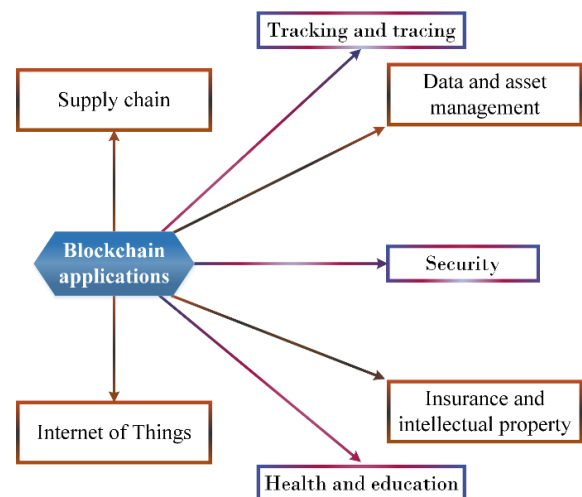 Tracking and tracing
Supply chain
Data and asset
management
Blockchain
applications
Security
Internet of Things
Insurance and
intellectual property
Health and education